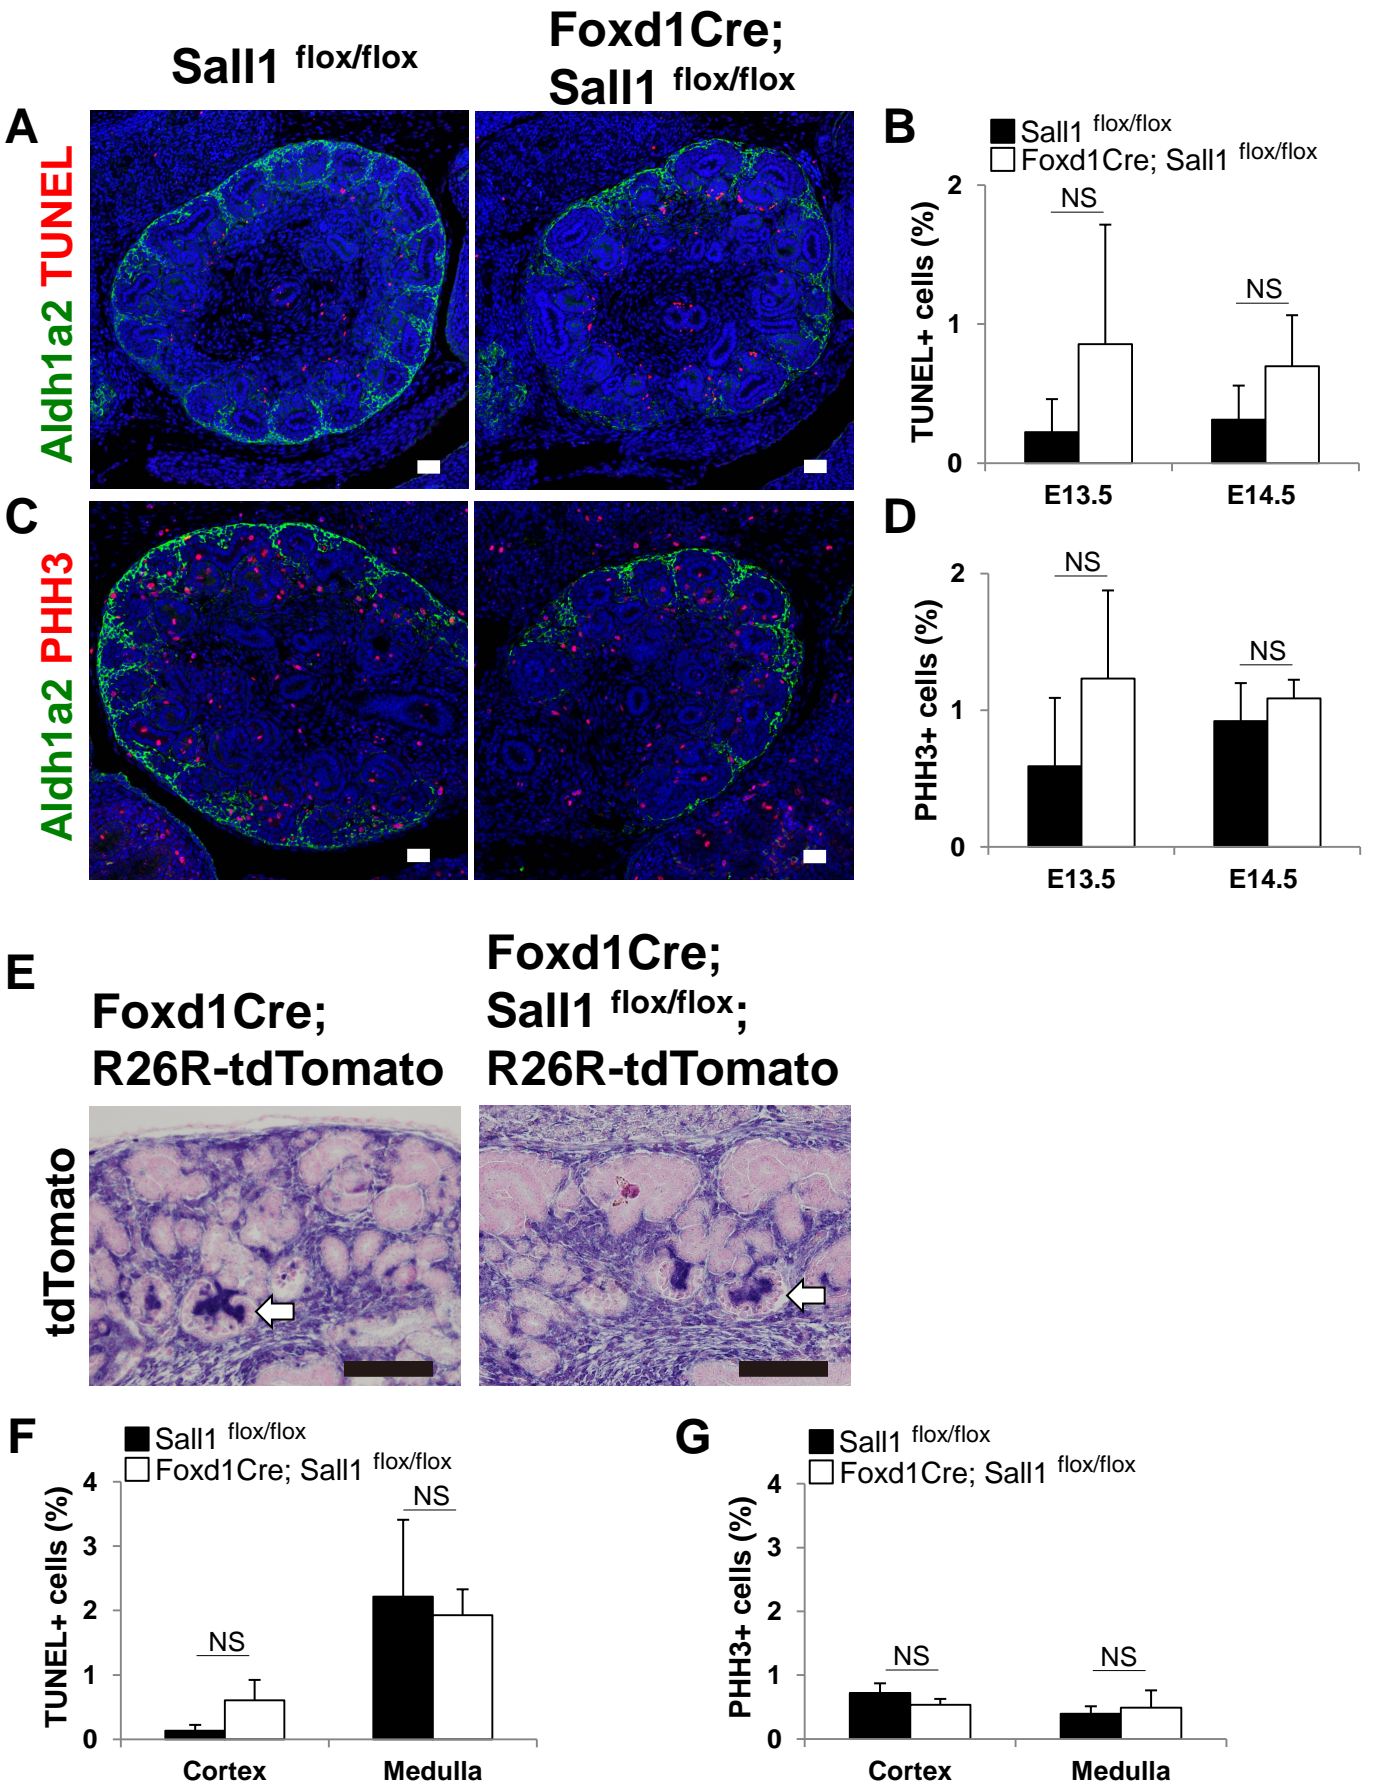 Sall1 flox/flox
Foxd1Cre;
Sall1 flox/flox
A
Aldh1a2 TUNEL
B
Sall1 flox/flox
Foxd1Cre; Sall1 flox/flox
TUNEL+ cells (%)
2
1
0
NS
NS
E13.5
E14.5
C
Aldh1a2 PHH3
D
PHH3+ cells (%)
2
1
0
NS
NS
E13.5
E14.5
E
Foxd1Cre;
R26R-tdTomato
Foxd1Cre;
Sall1 flox/flox;
R26R-tdTomato
tdTomato
F
Sall1 flox/flox
Foxd1Cre; Sall1 flox/flox
TUNEL+ cells (%)
4
3
2
1
0
NS
NS
Cortex
Medulla
G
Sall1 flox/flox
Foxd1Cre; Sall1 flox/flox
PHH3+ cells (%)
4
3
2
1
0
NS
NS
Cortex
Medulla